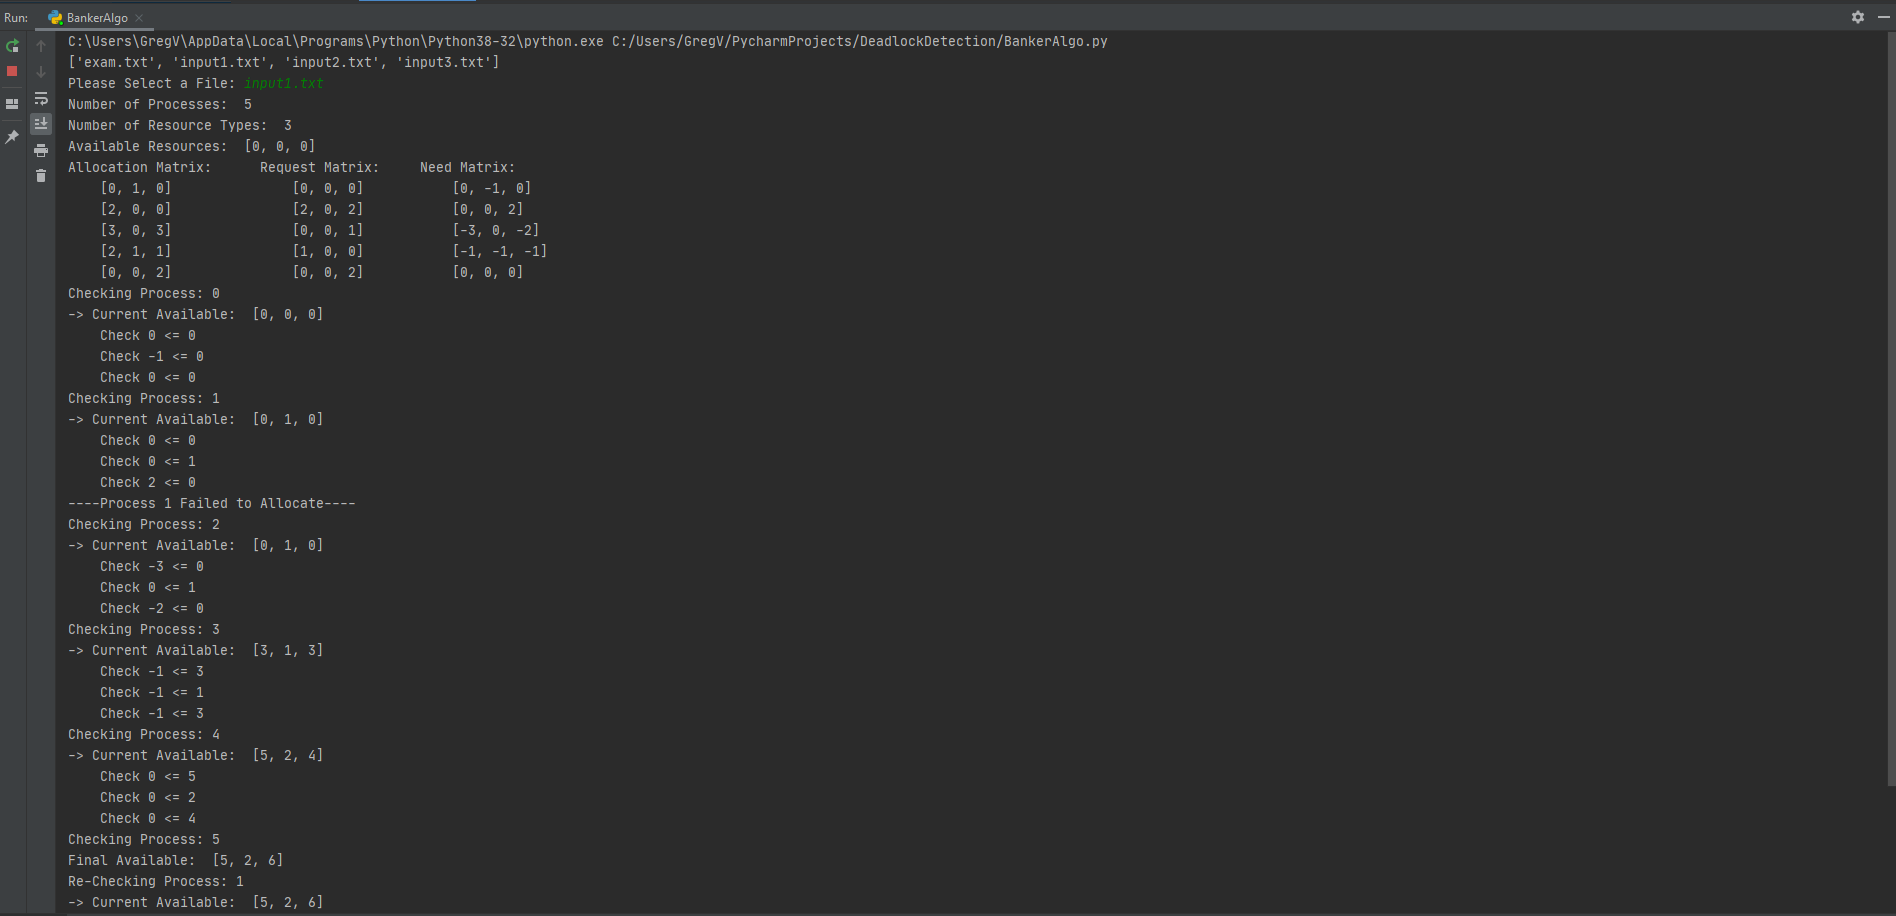 Run: BankerAlgo
C:\Users\GregV\AppData\Local\Programs\Python\Python38-32\python.exe C:/Users/GregV/PycharmProjects/DeadlockDetection/BankerAlgo.py
['exam.txt', 'input1.txt', 'input2.txt', 'input3.txt']
Please Select a File: input1.txt
Number of Processes:  5
Number of Resource Types:  3
Available Resources:  [0, 0, 0]
Allocation Matrix:      Request Matrix:     Need Matrix:
    [0, 1, 0]               [0, 0, 0]           [0, -1, 0]
    [2, 0, 0]               [2, 0, 2]           [0, 0, 2]
    [3, 0, 3]               [0, 0, 1]           [-3, 0, -2]
    [2, 1, 1]               [1, 0, 0]           [-1, -1, -1]
    [0, 0, 2]               [0, 0, 2]           [0, 0, 0]
Checking Process: 0
-> Current Available:  [0, 0, 0]
    Check 0 <= 0
    Check -1 <= 0
    Check 0 <= 0
Checking Process: 1
-> Current Available:  [0, 1, 0]
    Check 0 <= 0
    Check 0 <= 1
    Check 2 <= 0
----Process 1 Failed to Allocate----
Checking Process: 2
-> Current Available:  [0, 1, 0]
    Check -3 <= 0
    Check 0 <= 1
    Check -2 <= 0
Checking Process: 3
-> Current Available:  [3, 1, 3]
    Check -1 <= 3
    Check -1 <= 1
    Check -1 <= 3
Checking Process: 4
-> Current Available:  [5, 2, 4]
    Check 0 <= 5
    Check 0 <= 2
    Check 0 <= 4
Checking Process: 5
Final Available:  [5, 2, 6]
Re-Checking Process: 1
-> Current Available:  [5, 2, 6]